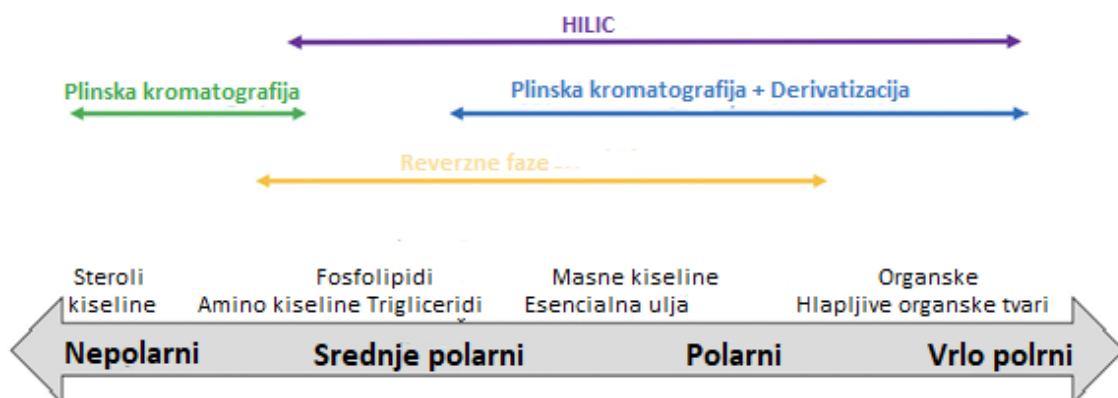 HILIC
Plinska kromatografija
Plinska kromatografija + Derivatizacija
Reverzne faze
Steroli Fosfolipidi Masne kiseline Organske
kiseline Amino kiseline Trigliceridi Esencialna ulja Hlapljive organske tvari
Nepolarni Srednje polarni Polarni Vrlo polrni